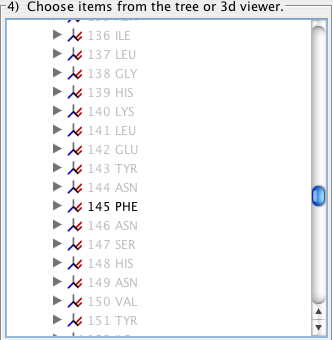 4) Choose items from the tree or 3d viewer.
136 ILE
137 LEU
138 GLY
139 HIS
140 LYS
141 LEU
142 GLU
143 TYR
144 ASN
145 PHE
146 ASN
147 SER
148 HIS
149 ASN
150 VAL
151 TYR